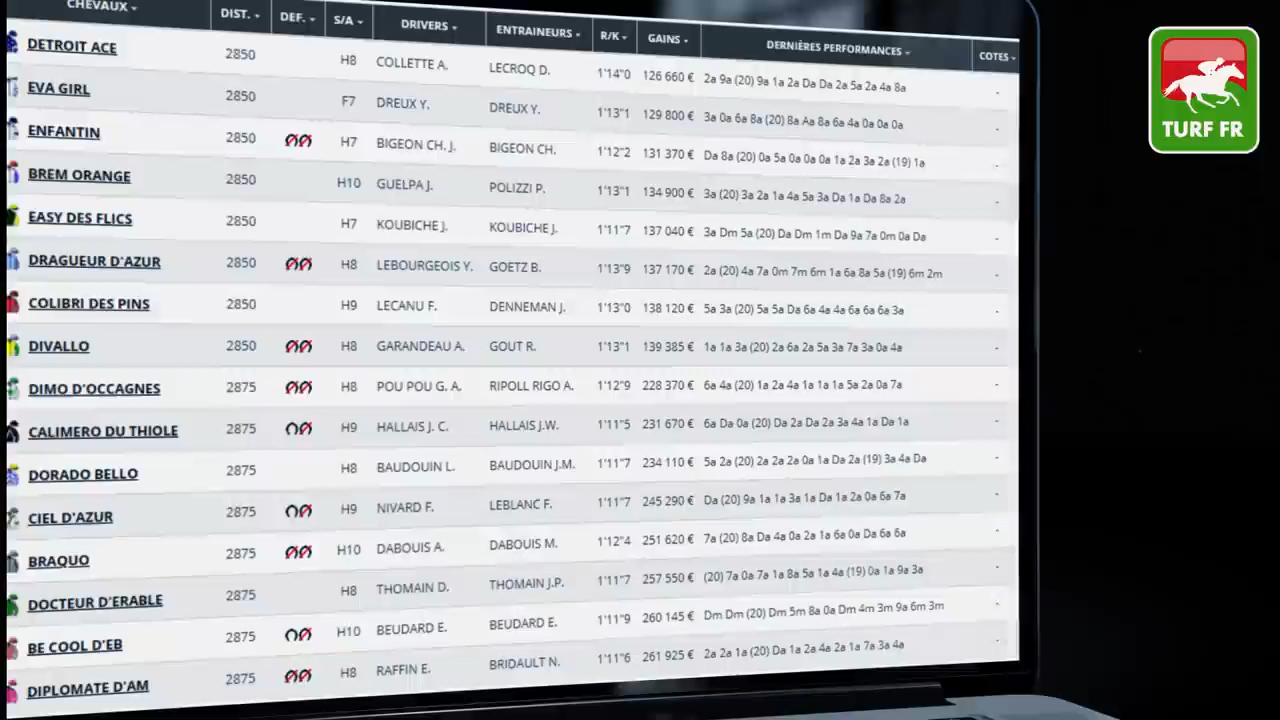 CHEVAUX DIST. DEF. S/A DRIVERS ENTRAINEURS R/K GAINS DERNIÈRES PERFORMANCES COTES
DETROIT ACE 2850 H8 COLLETTE A. LECROQ D. 1'14"0 126 660 € 2a 9a (20) 9a 1a 2a Da Da 2a 5a 2a 4a 8a -
EVA GIRL 2850 F7 DREUX Y. DREUX Y. 1'13"1 129 800 € 3a 0a 6a 8a (20) 8a Aa 8a 6a 4a 0a 0a 0a -
ENFANTIN 2850 H7 BIGEON CH. J. BIGEON CH. 1'12"2 131 370 € Da 8a (20) 0a 5a 0a 0a 0a 1a 2a 3a 2a (19) 1a -
BREM ORANGE 2850 H10 GUELPA J. POLIZZI P. 1'13"1 134 900 € 3a (20) 3a 2a 1a 4a 5a 3a Da 1a Da 8a 2a -
EASY DES FLICS 2850 H7 KOUBICHE J. KOUBICHE J. 1'11"7 137 040 € 3a Dm 5a (20) Da Dm 1m Da 9a 7a 0m 0a Da -
DRAGUEUR D'AZUR 2850 H8 LEBOURGEOIS Y. GOETZ B. 1'13"9 137 170 € 2a (20) 4a 7a 0m 7m 6m 1a 6a 8a 5a (19) 6m 2m -
COLIBRI DES PINS 2850 H9 LECANU F. DENNEMAN J. 1'13"0 138 120 € 5a 3a (20) 5a 5a Da 6a 4a 4a 6a 6a 6a 3a -
DIVALLO 2850 H8 GARANDEAU A. GOUT R. 1'13"1 139 385 € 1a 1a 3a (20) 2a 6a 2a 5a 3a 7a 3a 0a 4a -
DIMO D'OCCAGNES 2875 H8 POU POU G. A. RIPOLL RIGO A. 1'12"9 228 370 € 6a 4a (20) 1a 2a 4a 1a 1a 1a 5a 2a 0a 7a -
CALIMERO DU THIOLE 2875 H9 HALLAIS J. C. HALLAIS J.W. 1'11"5 231 670 € 6a Da 0a (20) Da 2a Da 2a 3a 4a 1a Da 1a -
DORADO BELLO 2875 H8 BAUDOUIN L. BAUDOUIN J.M. 1'11"7 234 110 € 5a 2a (20) 2a 2a 2a 0a 1a Da 2a (19) 3a 4a Da -
CIEL D'AZUR 2875 H9 NIVARD F. LEBLANC F. 1'11"7 245 290 € Da (20) 9a 1a 1a 3a 1a Da 1a 2a 0a 6a 7a -
BRAQUO 2875 H10 DABOUIS A. DABOUIS M. 1'12"4 251 620 € 7a (20) 8a Da 4a 0a 2a 1a 6a 0a Da 6a 6a -
DOCTEUR D'ERABLE 2875 H8 THOMAIN D. THOMAIN J.P. 1'11"7 257 550 € (20) 7a 0a 7a 1a 8a 5a 1a 4a (19) 0a 1a 9a 3a -
BE COOL D'EB 2875 H10 BEUDARD E. BEUDARD E. 1'11"9 260 145 € Dm Dm (20) Dm 5m 8a 0a Dm 4m 3m 9a 6m 3m -
DIPLOMATE D'AM 2875 H8 RAFFIN E. BRIDAULT N. 1'11"6 261 925 € 2a 2a 1a (20) Da 1a 2a 4a 2a 1a 7a 3a 4a -
TURF FR